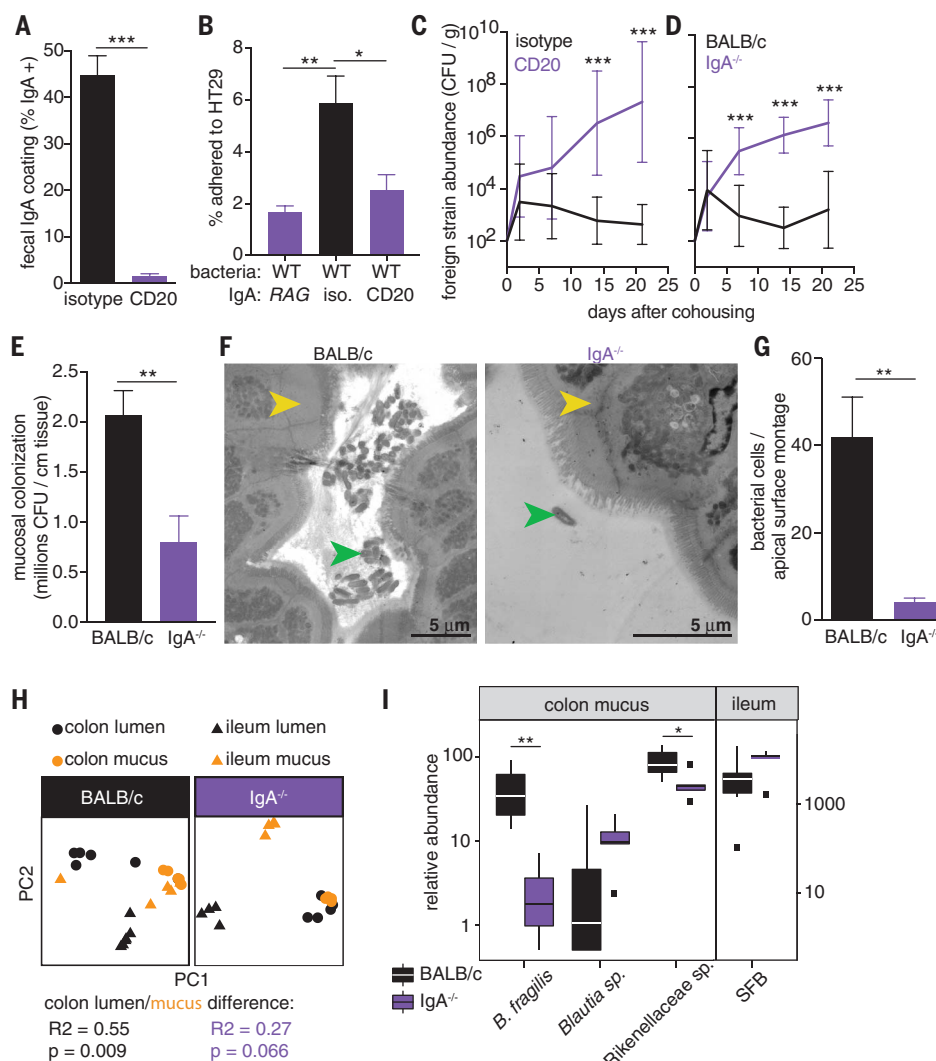 A
***
fecal IgA coating (% IgA +)
50
40
30
20
10
0
isotype CD20
B
**
*
% adhered to HT29
8
6
4
2
0
bacteria: WT WT WT
IgA: RAG iso. CD20
C
isotype
CD20
***
***
foreign strain abundance (CFU / g)
10^10
10^8
10^6
10^4
10^2
0 5 10 15 20 25
D
BALB/c
IgA-/-
***
***
***
0 5 10 15 20 25
days after cohousing
E
**
mucosal colonization
(millions CFU / cm tissue)
2.5
2.0
1.5
1.0
0.5
0.0
BALB/c IgA-/-
F
BALB/c
IgA-/-
5 μm
5 μm
G
**
bacterial cells /
apical surface montage
60
40
20
0
BALB/c IgA-/-
H
colon lumen
ileum lumen
colon mucus
ileum mucus
BALB/c
IgA-/-
PC2
PC1
colon lumen/mucus difference:
R2 = 0.55 R2 = 0.27
p = 0.009 p = 0.066
I
colon mucus
ileum
**
*
relative abundance
100
10
1
1000
10
BALB/c
IgA-/-
B. fragilis
Blautia sp.
Rikenellaceae sp.
SFB